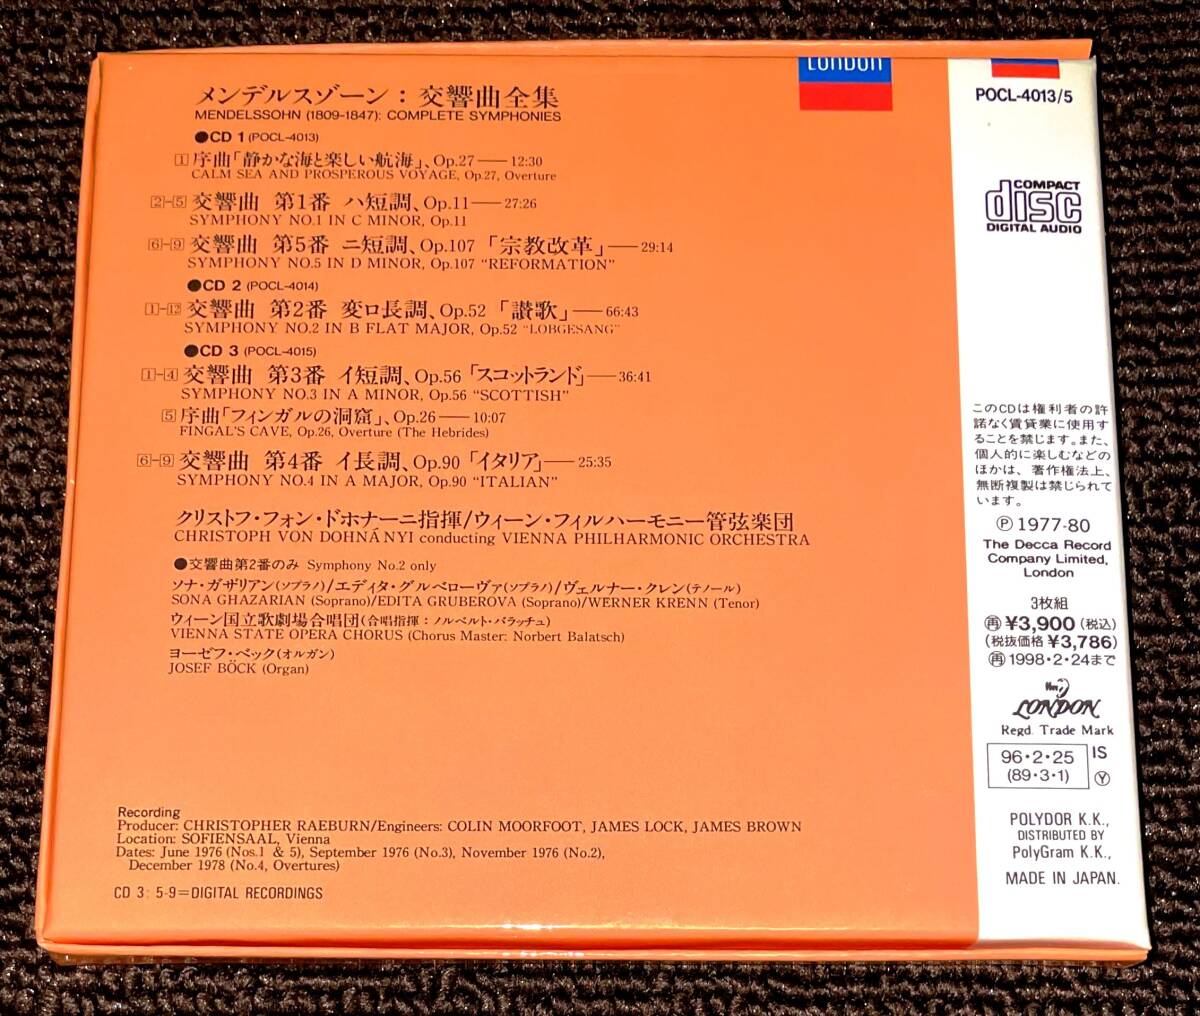 LONDON
メンデルスゾーン：交響曲全集
MENDELSSOHN (1809-1847): COMPLETE SYMPHONIES
●CD 1 (POCL-4013)
1 序曲「静かな海と楽しい航海」、Op.27 —— 12:30
CALM SEA AND PROSPEROUS VOYAGE, Op.27, Overture
2-5 交響曲 第1番 ハ短調、Op.11 —— 27:26
SYMPHONY NO.1 IN C MINOR, Op.11
6-9 交響曲 第5番 ニ短調、Op.107 「宗教改革」 —— 29:14
SYMPHONY NO.5 IN D MINOR, Op.107 "REFORMATION"
●CD 2 (POCL-4014)
1-12 交響曲 第2番 変ロ長調、Op.52 「讃歌」 —— 66:43
SYMPHONY NO.2 IN B FLAT MAJOR, Op.52 "LOBGESANG"
●CD 3 (POCL-4015)
1-4 交響曲 第3番 イ短調、Op.56 「スコットランド」 —— 36:41
SYMPHONY NO.3 IN A MINOR, Op.56 "SCOTTISH"
5 序曲「フィンガルの洞窟」、Op.26 —— 10:07
FINGAL'S CAVE, Op.26, Overture (The Hebrides)
6-9 交響曲 第4番 イ長調、Op.90 「イタリア」 —— 25:35
SYMPHONY NO.4 IN A MAJOR, Op.90 "ITALIAN"
クリストフ・フォン・ドホナーニ指揮/ウィーン・フィルハーモニー管弦楽団
CHRISTOPH VON DOHNÁNYI conducting VIENNA PHILHARMONIC ORCHESTRA
●交響曲第2番のみ Symphony No.2 only
ソナ・ガザリアン(ソプラノ)/エディタ・グルベローヴァ(ソプラノ)/ヴェルナー・クレン(テノール)
SONA GHAZARIAN (Soprano)/EDITA GRUBEROVA (Soprano)/WERNER KRENN (Tenor)
ウィーン国立歌劇場合唱団(合唱指揮：ノルベルト・バラッチュ)
VIENNA STATE OPERA CHORUS (Chorus Master: Norbert Balatsch)
ヨーゼフ・ベック(オルガン)
JOSEF BÖCK (Organ)
Recording
Producer: CHRISTOPHER RAEBURN/Engineers: COLIN MOORFOOT, JAMES LOCK, JAMES BROWN
Location: SOFIENSAAL, Vienna
Dates: June 1976 (Nos.1 & 5), September 1976 (No.3), November 1976 (No.2),
December 1978 (No.4, Overtures)
CD 3: 5-9=DIGITAL RECORDINGS
POCL-4013/5
COMPACT
disc
DIGITAL AUDIO
このCDは権利者の許
諾なく賃貸業に使用す
ることを禁じます。また、
個人的に楽しむなどの
ほかは、著作権法上、
無断複製は禁じられて
います。
Ⓟ 1977-80
The Decca Record
Company Limited,
London
3枚組
㊢ ¥3,900 (税込)
(税抜価格 ¥3,786)
1998・2・24まで
LONDON
Regd. Trade Mark
96・2・25 IS
(89・3・1) Ⓨ
POLYDOR K.K.,
DISTRIBUTED BY
PolyGram K.K.,
MADE IN JAPAN.